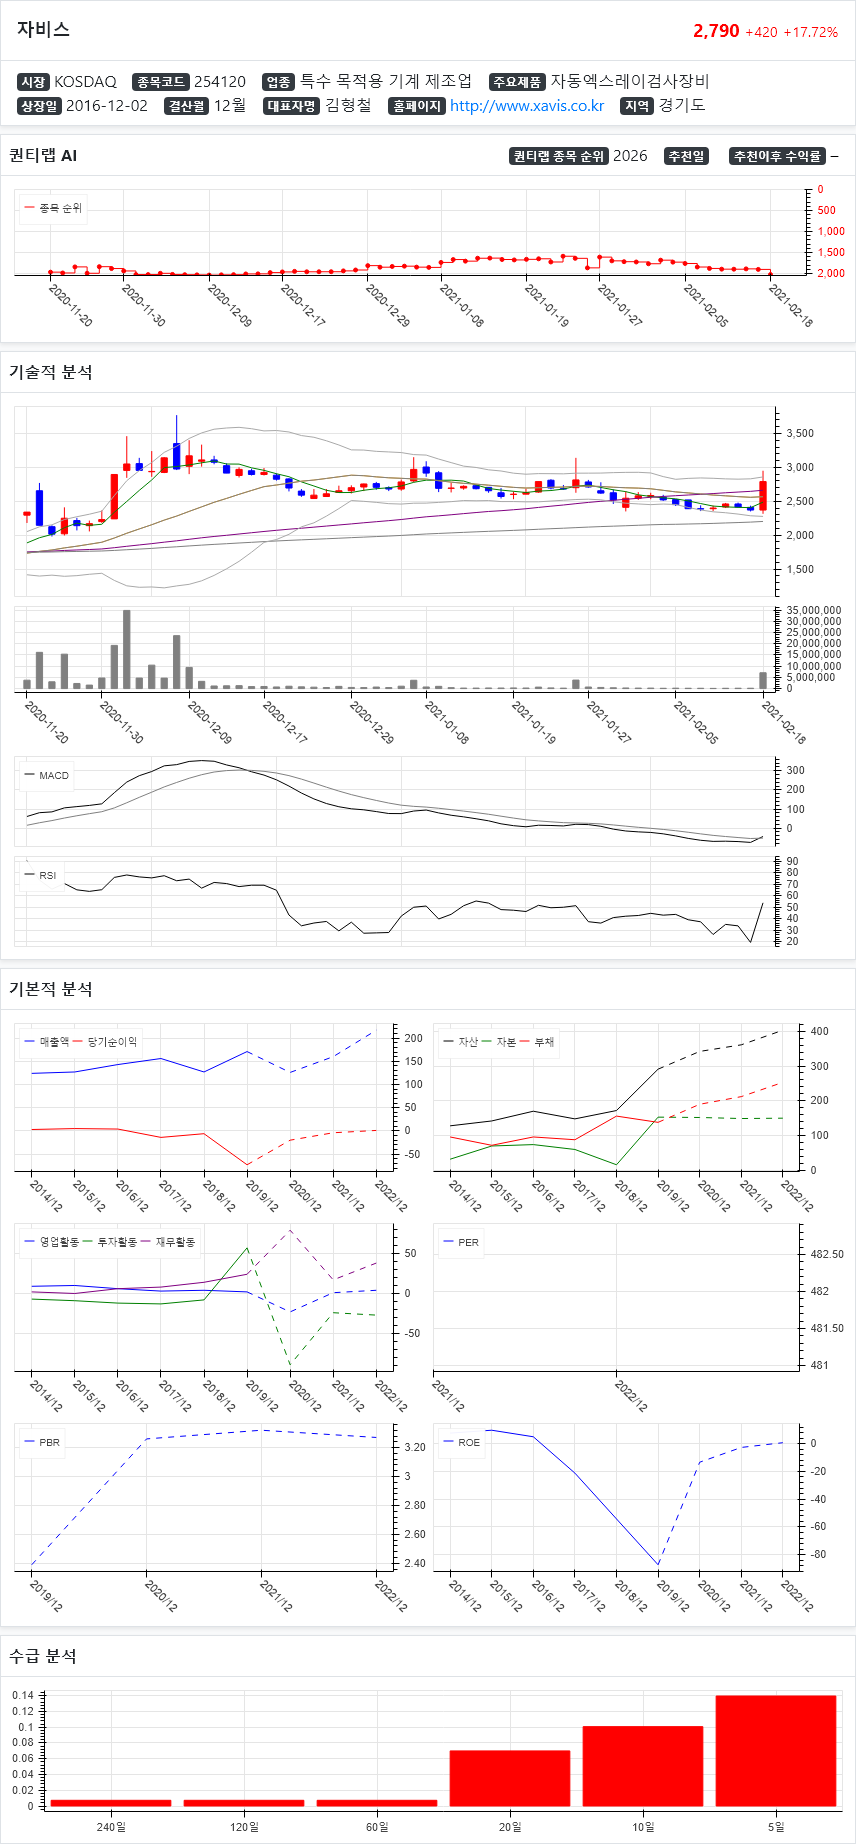 자비스
2,790 +420 +17.72%
시장 KOSDAQ 종목코드 254120 업종 특수 목적용 기계 제조업 주요제품 자동엑스레이검사장비
상장일 2016-12-02 결산월 12월 대표자명 김형철 홈페이지 http://www.xavis.co.kr 지역 경기도
퀀티랩 AI
퀀티랩 종목 순위 2026 추천일 추천이후 수익률 –
종목 순위
0
500
1,000
1,500
2,000
2020-11-20 2020-11-30 2020-12-09 2020-12-17 2020-12-29 2021-01-08 2021-01-19 2021-01-27 2021-02-05 2021-02-18
기술적 분석
3,500
3,000
2,500
2,000
1,500
35,000,000
30,000,000
25,000,000
20,000,000
15,000,000
10,000,000
5,000,000
0
2020-11-20 2020-11-30 2020-12-09 2020-12-17 2020-12-29 2021-01-08 2021-01-19 2021-01-27 2021-02-05 2021-02-18
MACD
300
200
100
0
RSI
90
80
70
60
50
40
30
20
기본적 분석
매출액 당기순이익
200
150
100
50
0
-50
2014/12 2015/12 2016/12 2017/12 2018/12 2019/12 2020/12 2021/12 2022/12
자산 자본 부채
400
300
200
100
0
2014/12 2015/12 2016/12 2017/12 2018/12 2019/12 2020/12 2021/12 2022/12
영업활동 투자활동 재무활동
50
0
-50
2014/12 2015/12 2016/12 2017/12 2018/12 2019/12 2020/12 2021/12 2022/12
PER
482.50
482
481.50
481
2021/12 2022/12
PBR
3.20
3
2.80
2.60
2.40
2019/12 2020/12 2021/12 2022/12
ROE
0
-20
-40
-60
-80
2014/12 2015/12 2016/12 2017/12 2018/12 2019/12 2020/12 2021/12 2022/12
수급 분석
0.14
0.12
0.1
0.08
0.06
0.04
0.02
0
240일 120일 60일 20일 10일 5일